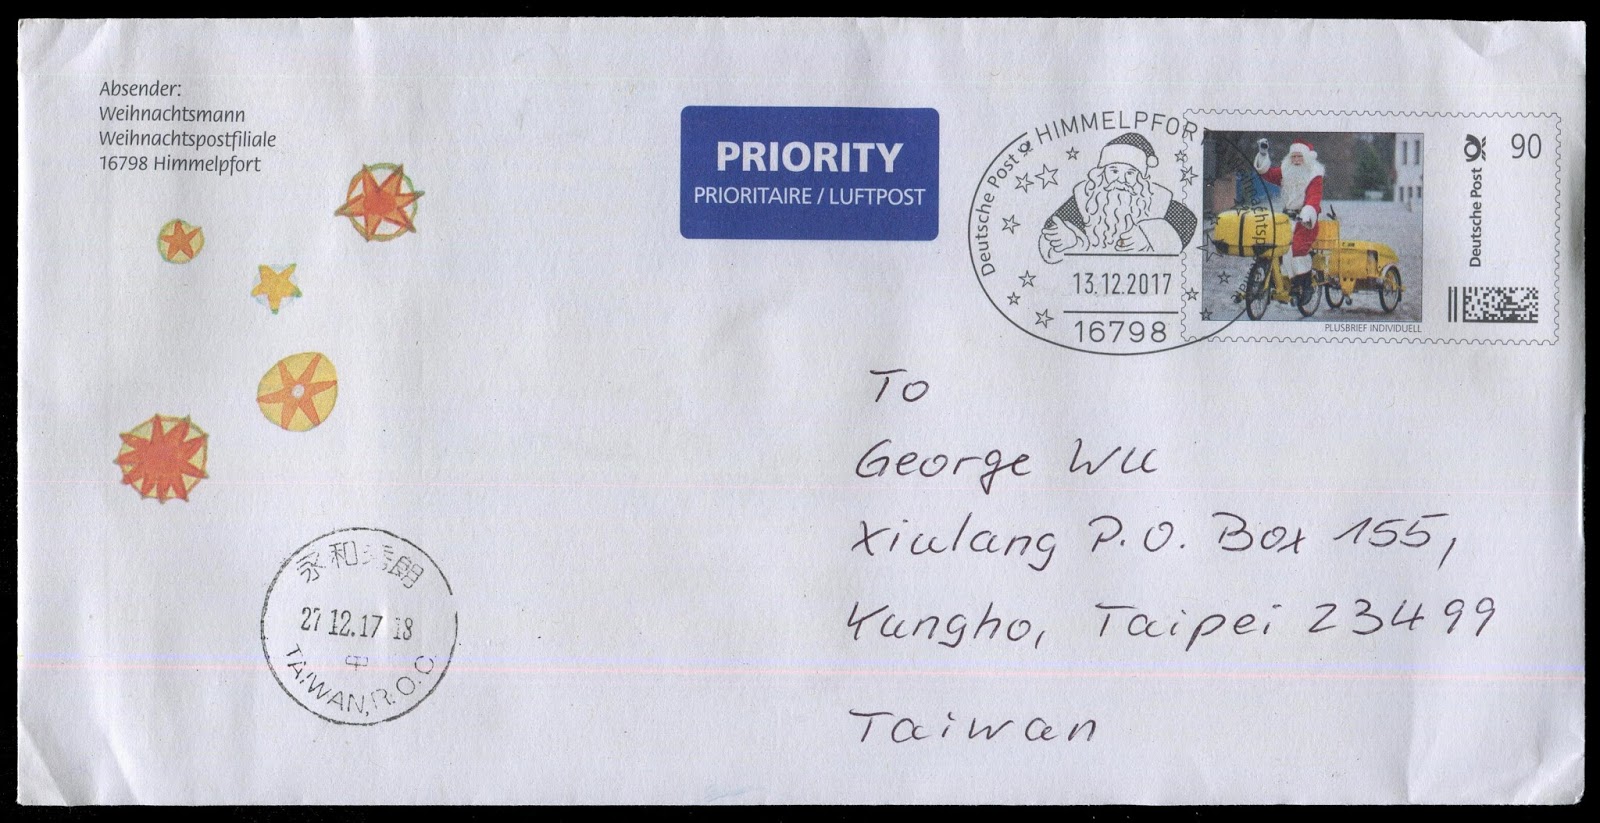 Absender:
Weihnachtsmann
Weihnachtspostfiliale
16798 Himmelpfort
PRIORITY
PRIORITAIRE / LUFTPOST
Deutsche Post HIMMELPFORT
13.12.2017
16798
Deutsche Post
90
PLUSBRIEF INDIVIDUELL
To
George Wu
Xiulang P.O. Box 155,
Yungho, Taipei 23499
Taiwan
永和秀朗
27.12.17 18
甲
TAIWAN, R.O.C.